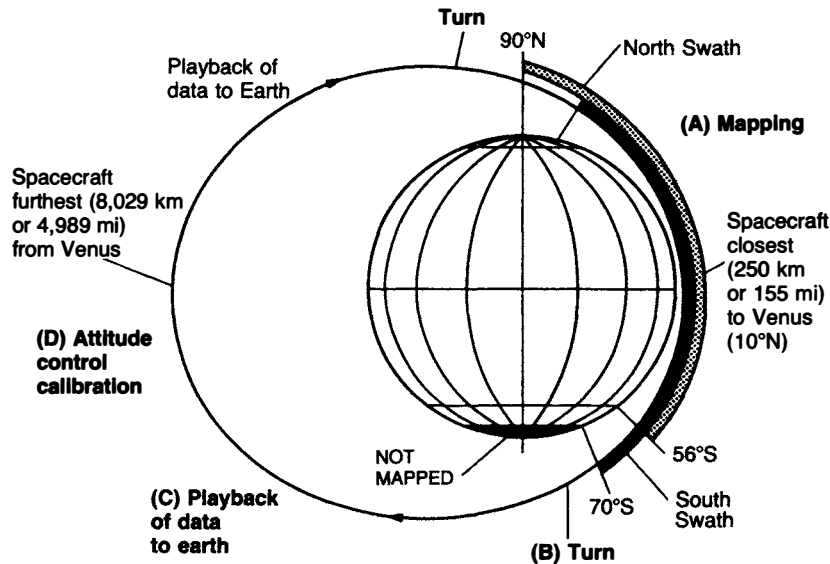 Turn
90°N
North Swath
Playback of
data to Earth
(A) Mapping
Spacecraft
furthest (8,029 km
or 4,989 mi)
from Venus
Spacecraft
closest
(250 km
or 155 mi)
to Venus
(10°N)
(D) Attitude
control
calibration
NOT
MAPPED
56°S
70°S
South
Swath
(C) Playback
of data
to earth
(B) Turn